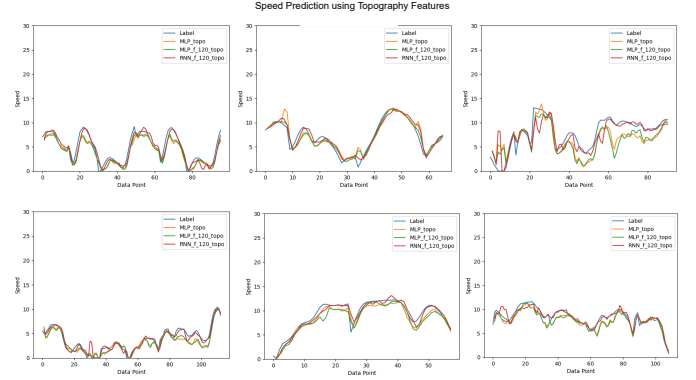 Speed Prediction using Topography Features
30
25
20
15
10
5
0
Speed
0 20 40 60 80
Data Point
Label
MLP_topo
MLP_f_120_topo
RNN_f_120_topo
30
25
20
15
10
5
0
Speed
0 10 20 30 40 50 60
Data Point
Label
MLP_topo
MLP_f_120_topo
RNN_f_120_topo
30
25
20
15
10
5
0
Speed
0 20 40 60 80
Data Point
Label
MLP_topo
MLP_f_120_topo
RNN_f_120_topo
30
25
20
15
10
5
0
Speed
0 20 40 60 80 100
Data Point
Label
MLP_topo
MLP_f_120_topo
RNN_f_120_topo
30
25
20
15
10
5
0
Speed
0 10 20 30 40 50
Data Point
Label
MLP_topo
MLP_f_120_topo
RNN_f_120_topo
30
25
20
15
10
5
0
Speed
0 20 40 60 80 100
Data Point
Label
MLP_topo
MLP_f_120_topo
RNN_f_120_topo